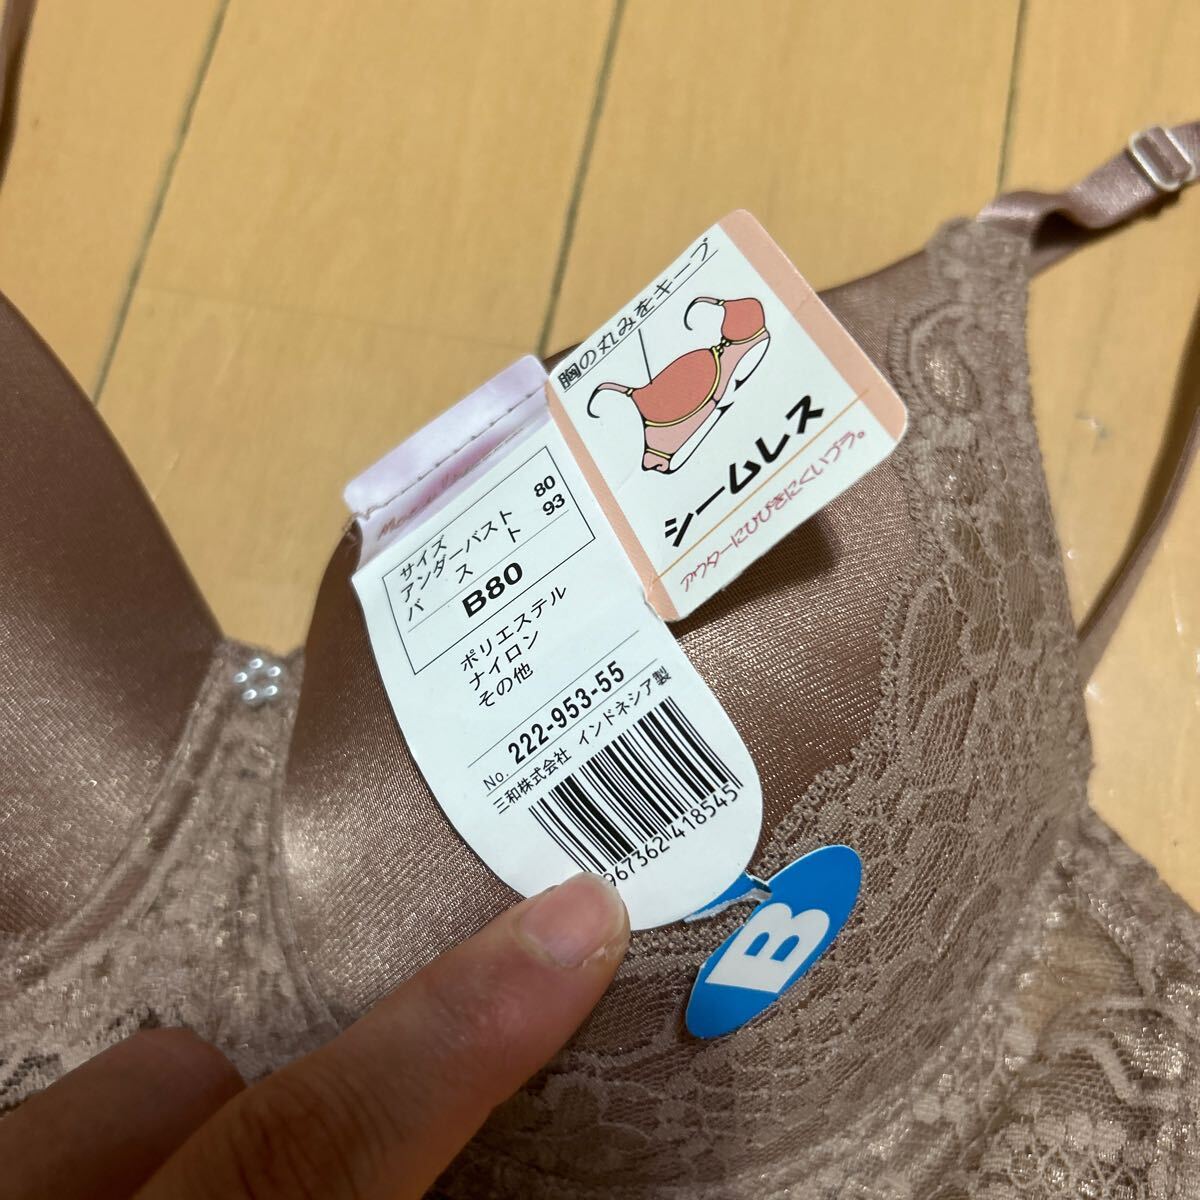 胸の丸みをキープ
シームレス
アウターにひびきにくいブラ。
サイズ
アンダーバスト 80
バスト 93
B80
ポリエステル
ナイロン
その他
No. 222-953-55
三和株式会社 インドネシア製
967362 418545
B